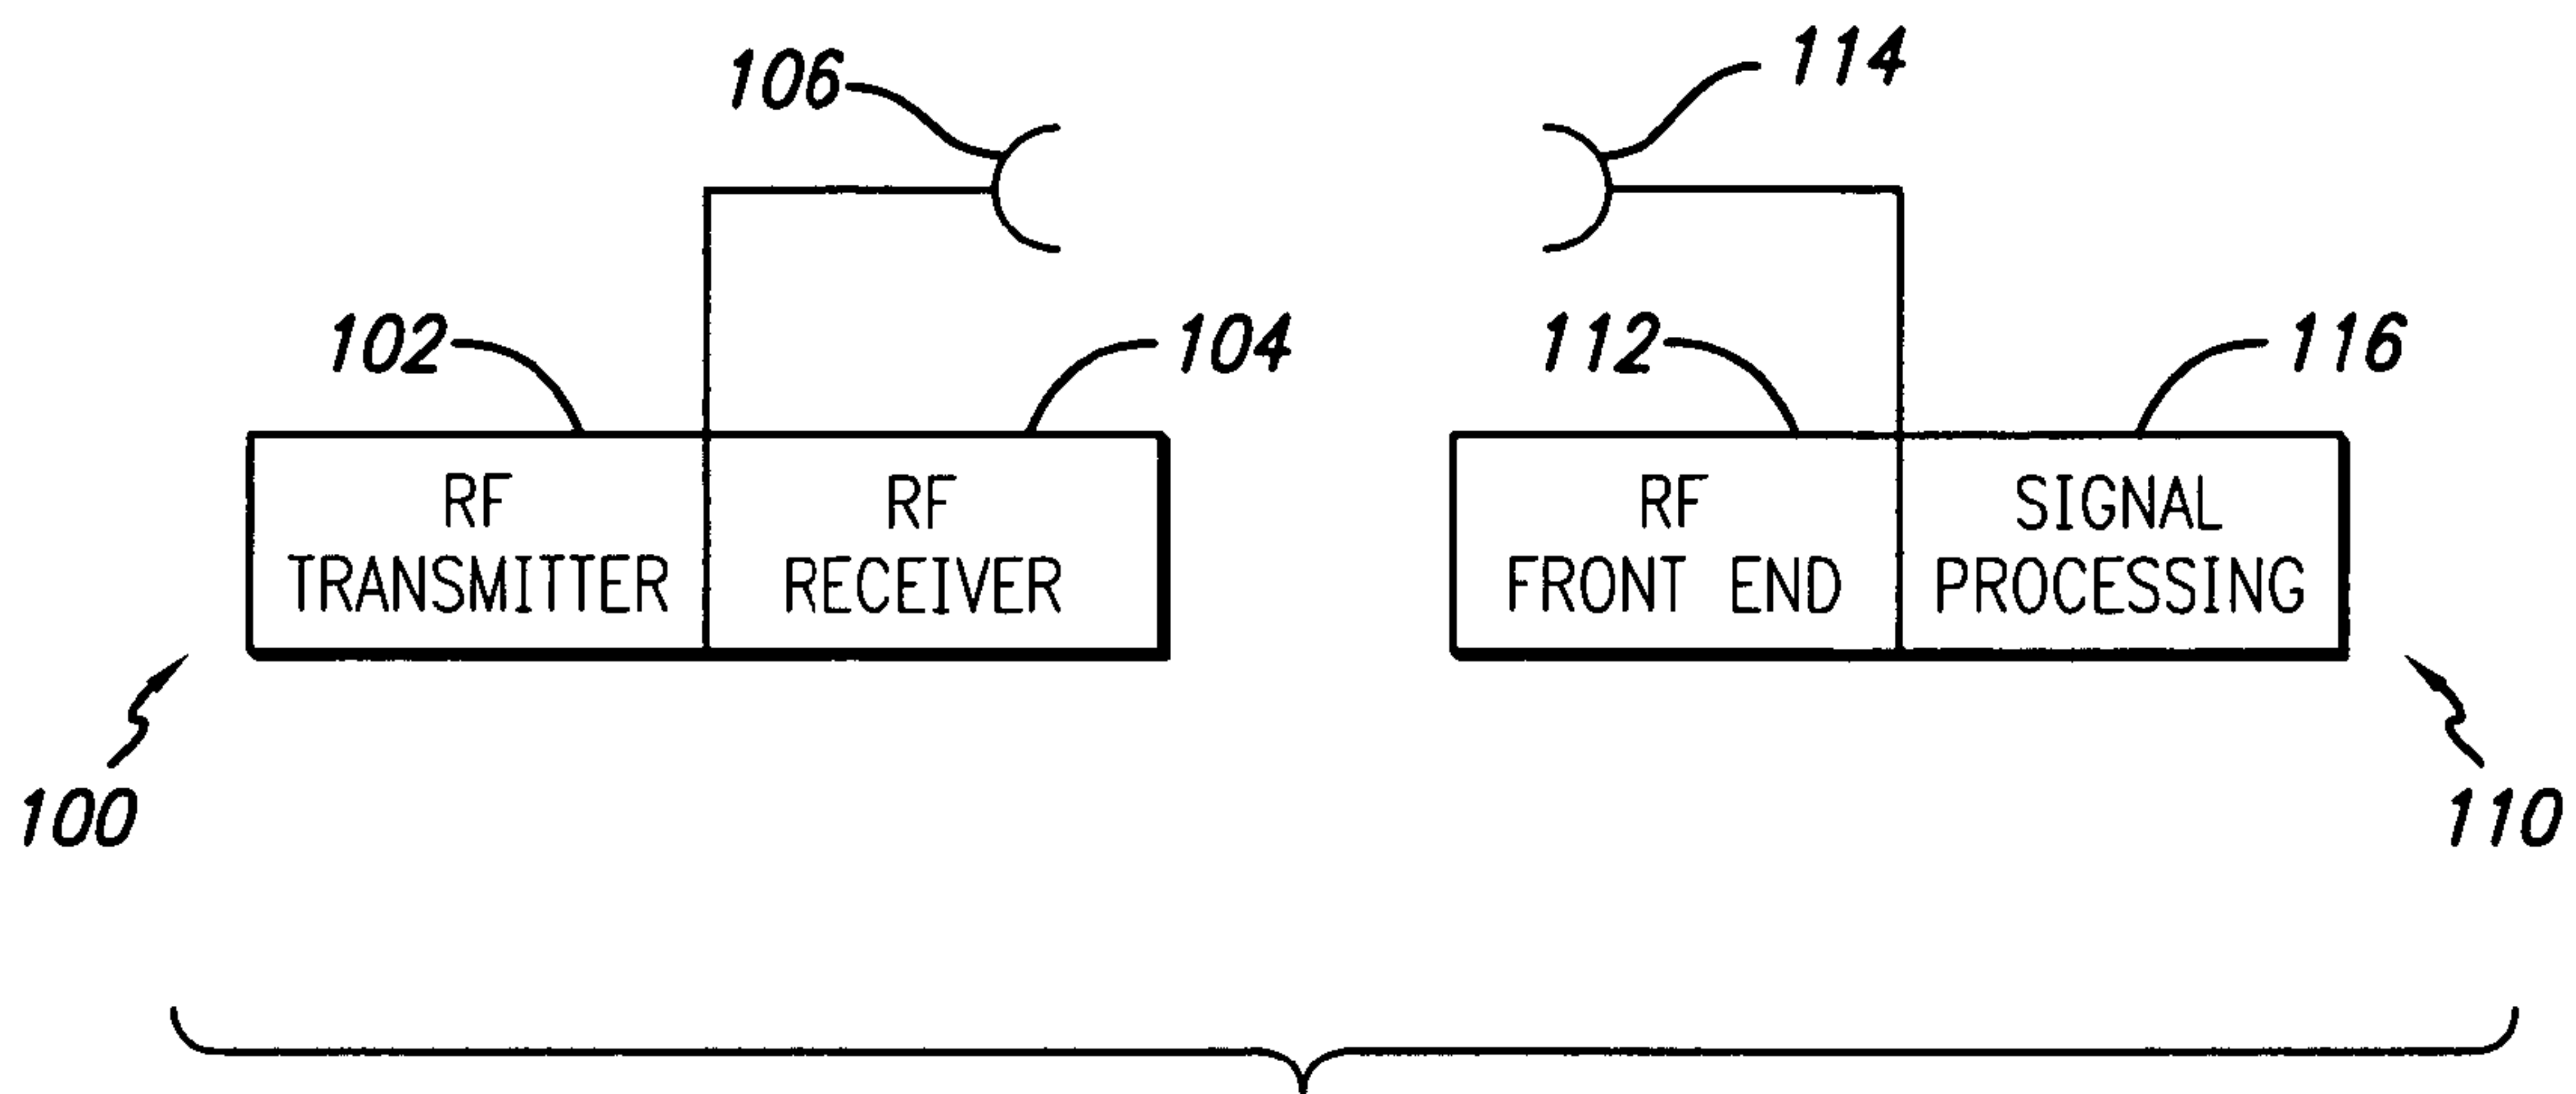 106
114
102
104
112
116
RF
TRANSMITTER
RF
RECEIVER
RF
FRONT END
SIGNAL
PROCESSING
100
110